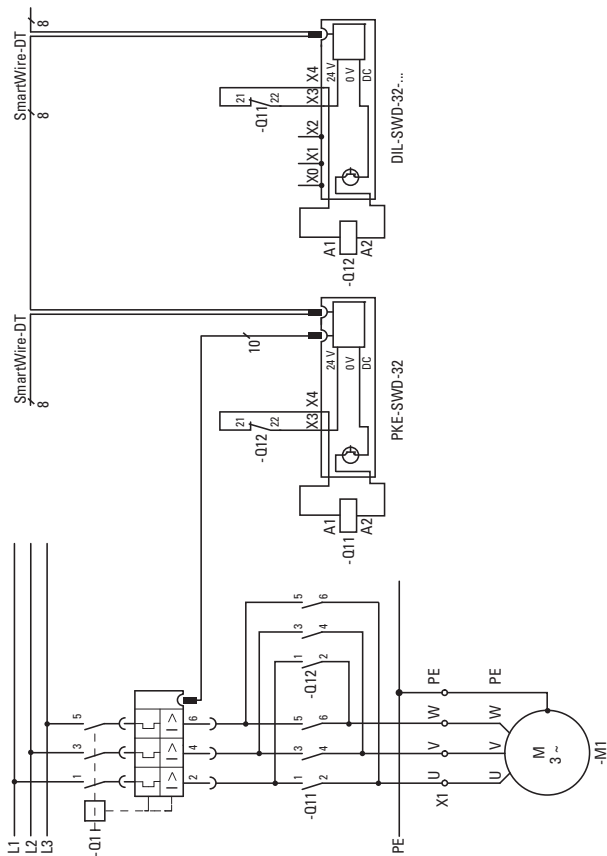 L1
L2
L3
1
3
5
-Q1
I>
I>
I>
2
4
6
1
3
5
-Q11
2
4
6
1
3
5
-Q12
2
4
6
PE
X1
U
V
W
PE
U
V
W
PE
M
3 ~
-M1
SmartWire-DT
8
10
-Q12
21
22
X3
X4
24 V
0 V
DC
A1
A2
-Q11
PKE-SWD-32
SmartWire-DT
8
8
-Q11
21
22
X0
X1
X2
X3
X4
24 V
0 V
DC
A1
A2
-Q12
DIL-SWD-32-...